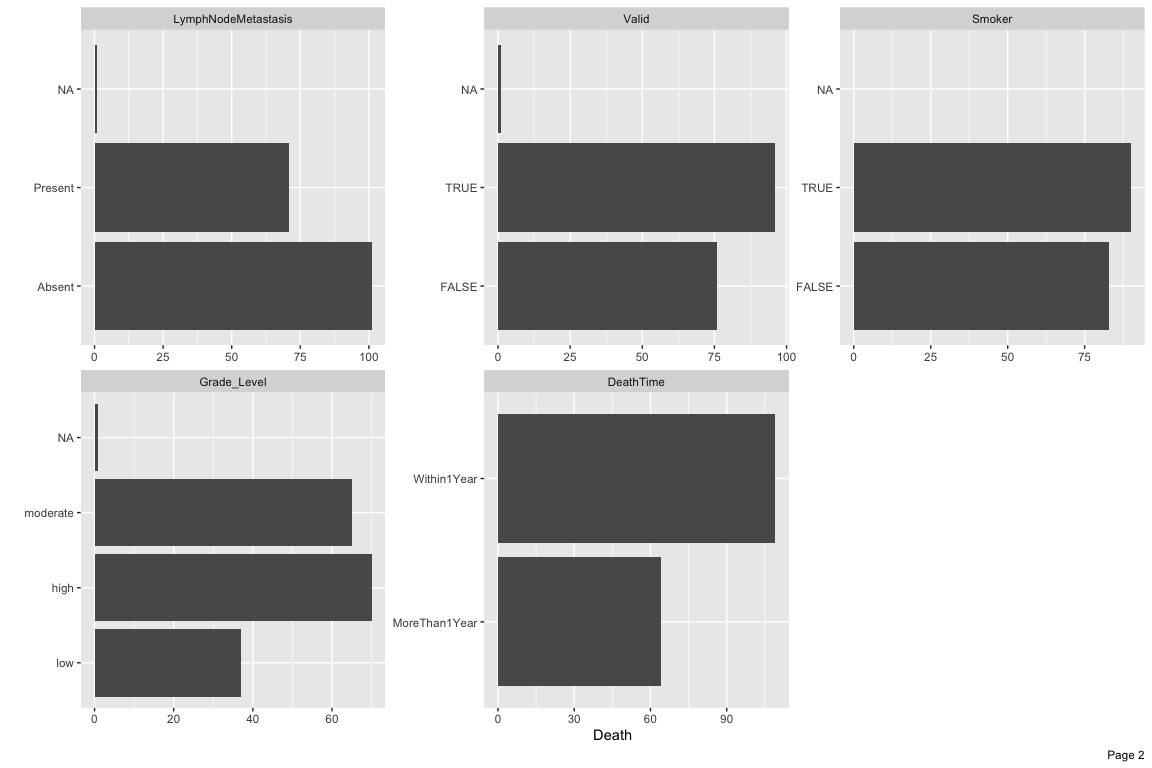 LymphNodeMetastasis
NA
Present
Absent
0 25 50 75 100
Valid
NA
TRUE
FALSE
0 25 50 75 100
Smoker
NA
TRUE
FALSE
0 25 50 75
Grade_Level
NA
moderate
high
low
0 20 40 60
DeathTime
Within1Year
MoreThan1Year
0 30 60 90
Death
Page 2